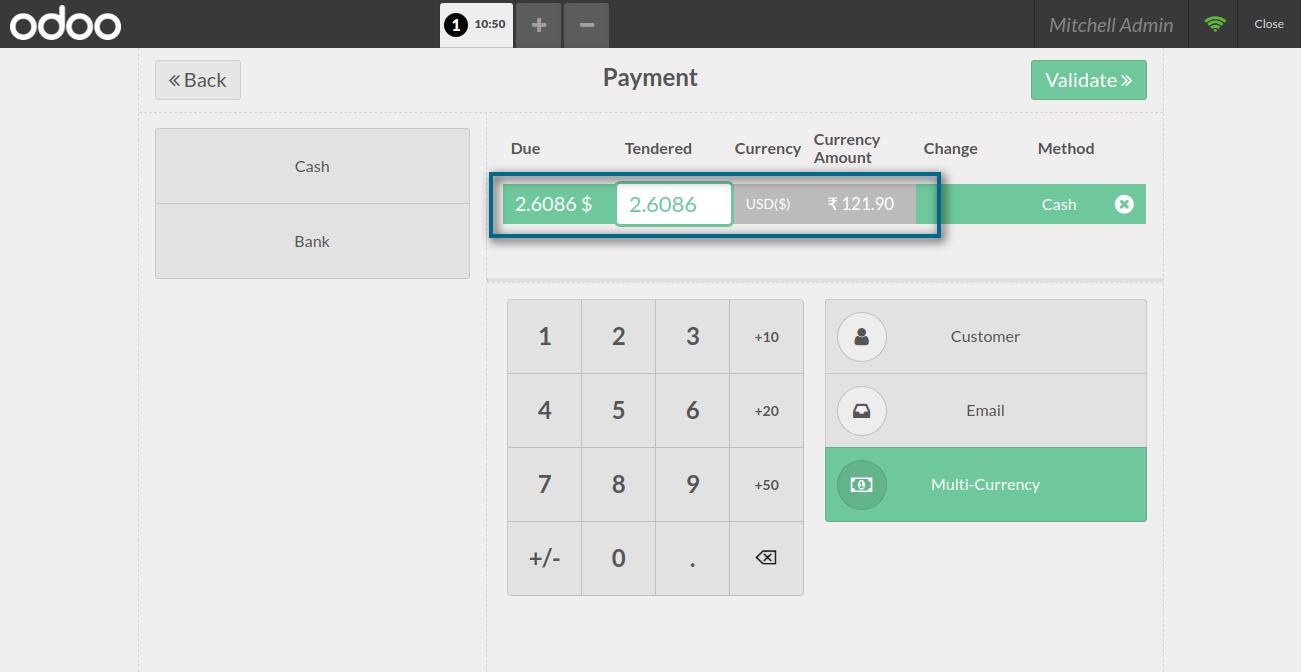 odoo
1 10:50 + −
Mitchell Admin
Close
Back
Payment
Validate
Cash
Bank
Due Tendered Currency Currency Amount Change Method
2.6086 $ 2.6086 USD($) ₹ 121.90 Cash
1 2 3 +10
4 5 6 +20
7 8 9 +50
+/- 0 .
Customer
Email
Multi-Currency